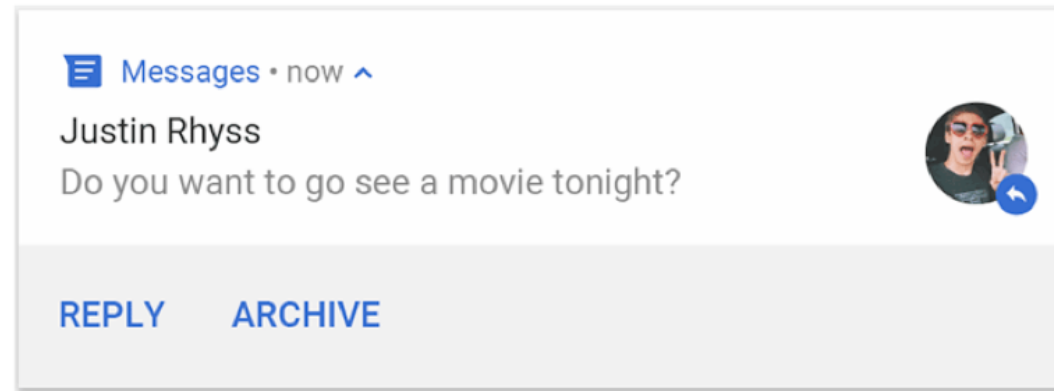 Messages • now
Justin Rhyss
Do you want to go see a movie tonight?
REPLY ARCHIVE